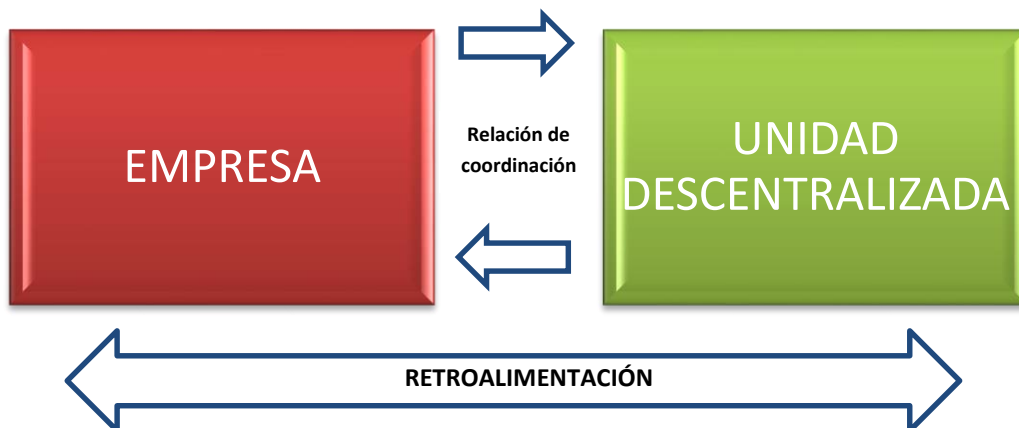 EMPRESA
Relación de
coordinación
UNIDAD
DESCENTRALIZADA
RETROALIMENTACIÓN